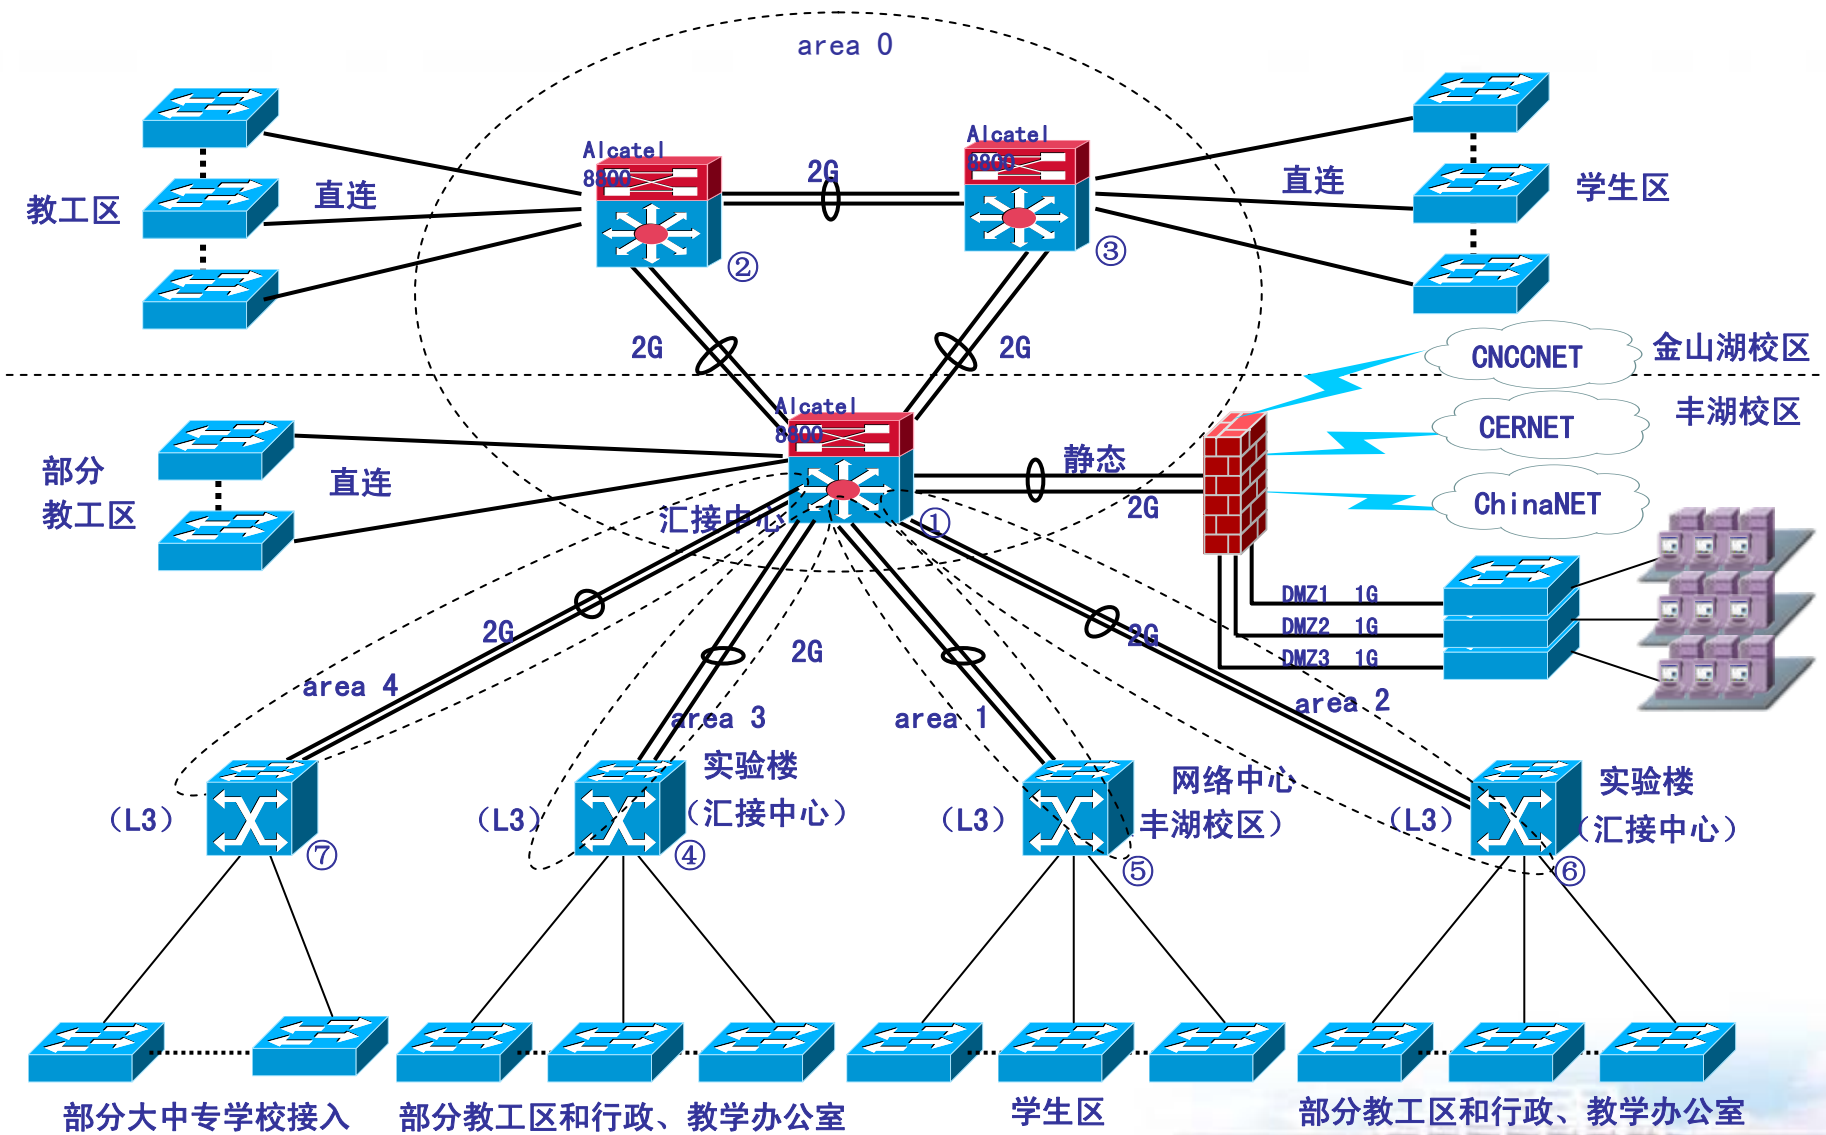 area 0
Alcatel
8800
2G
Alcatel
8800
教工区
直连
②
③
直连
学生区
2G
2G
CNCCNET
金山湖校区
丰湖校区
CERNET
ChinaNET
Alcatel
8800
部分
教工区
直连
汇接中心
①
静态
2G
DMZ1 1G
DMZ2 1G
DMZ3 1G
2G
2G
2G
area 4
area 3
area 1
area 2
(L3)
⑦
(L3)
实验楼
(汇接中心)
④
(L3)
网络中心
丰湖校区)
⑤
(L3)
实验楼
(汇接中心)
⑥
部分大中专学校接入
部分教工区和行政、教学办公室
学生区
部分教工区和行政、教学办公室